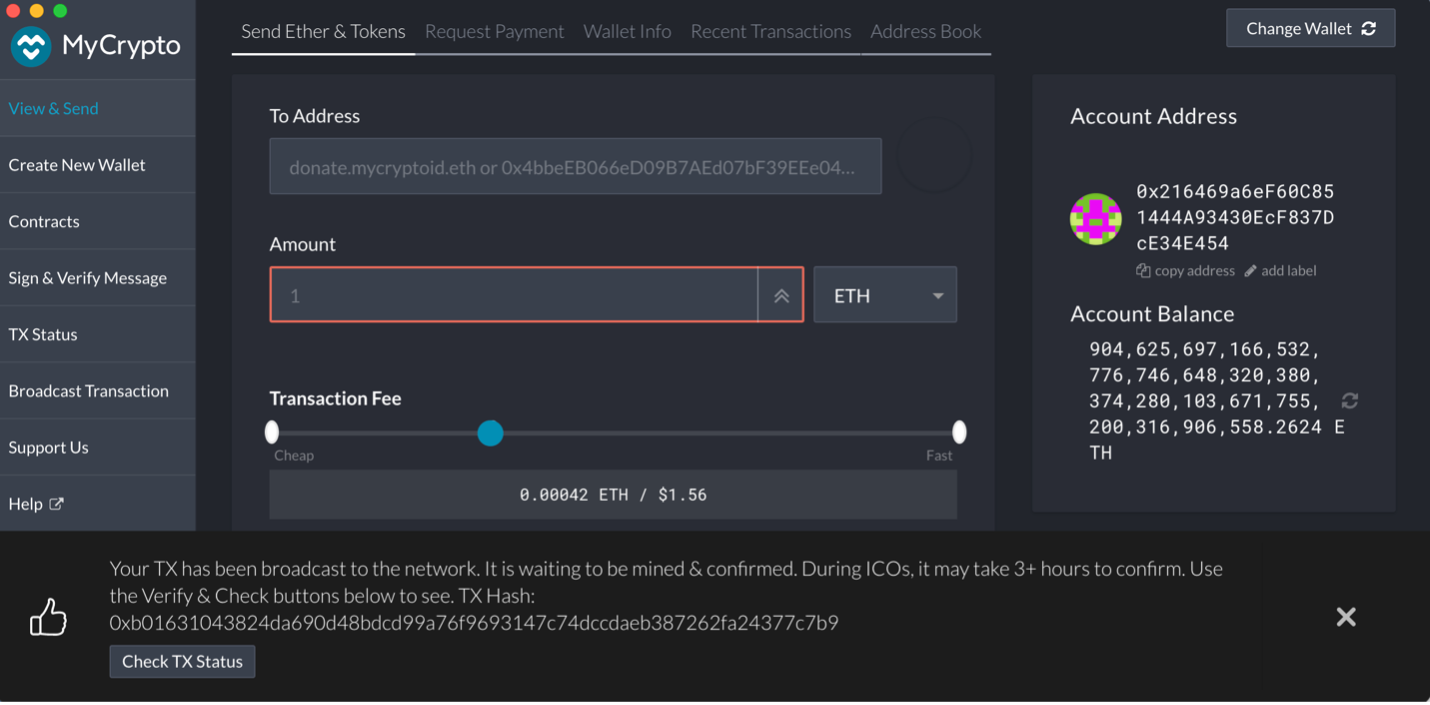 MyCrypto
Send Ether & Tokens
Request Payment
Wallet Info
Recent Transactions
Address Book
Change Wallet
View & Send
Create New Wallet
Contracts
Sign & Verify Message
TX Status
Broadcast Transaction
Support Us
Help
To Address
donate.mycryptoid.eth or 0x4bbeEB066eD09B7AEd07bF39EEe04...
Amount
1
ETH
Transaction Fee
Cheap
Fast
0.00042 ETH / $1.56
Account Address
0x216469a6eF60C85
1444A93430EcF837D
cE34E454
copy address
add label
Account Balance
904,625,697,166,532,
776,746,648,320,380,
374,280,103,671,755,
200,316,906,558.2624 E
TH
Your TX has been broadcast to the network. It is waiting to be mined & confirmed. During ICOs, it may take 3+ hours to confirm. Use
the Verify & Check buttons below to see. TX Hash:
0xb01631043824da690d48bdcd99a76f9693147c74dccdaeb387262fa24377c7b9
Check TX Status